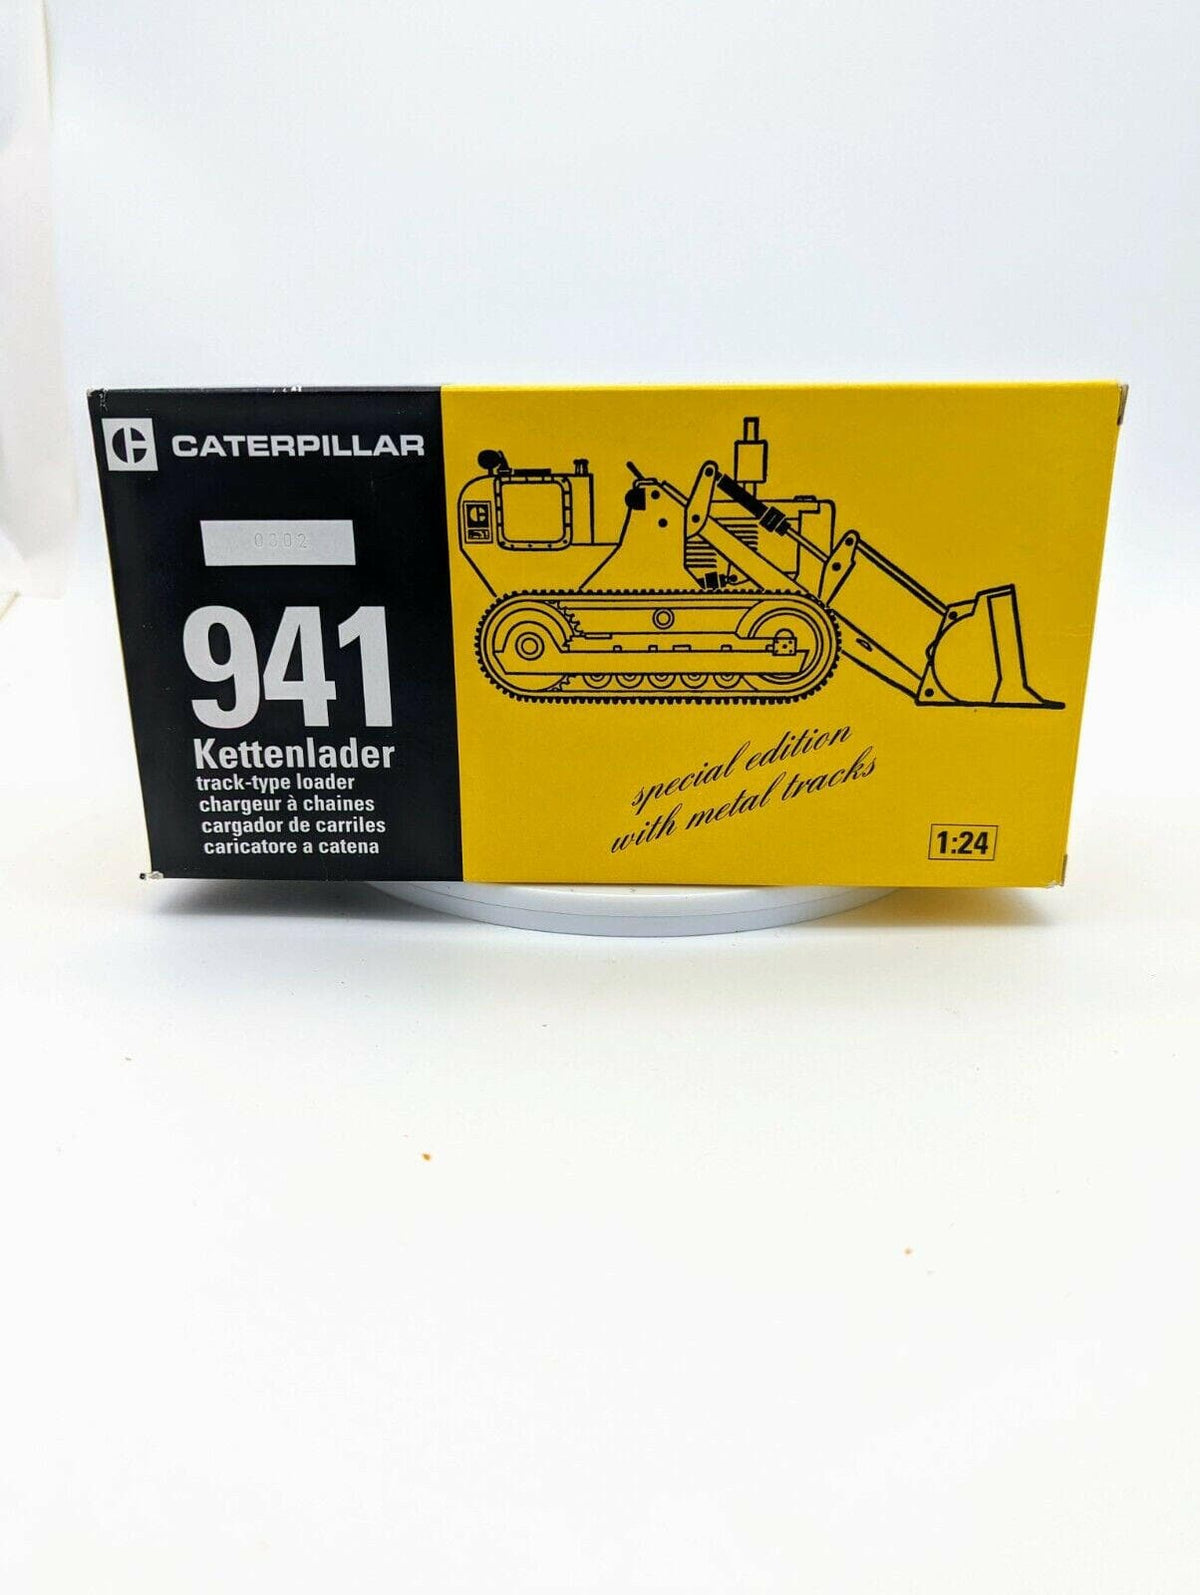 CATERPILLAR
0302
941
Kettenlader
track-type loader
chargeur à chaines
cargador de carriles
caricatore a catena
special edition
with metal tracks
1:24